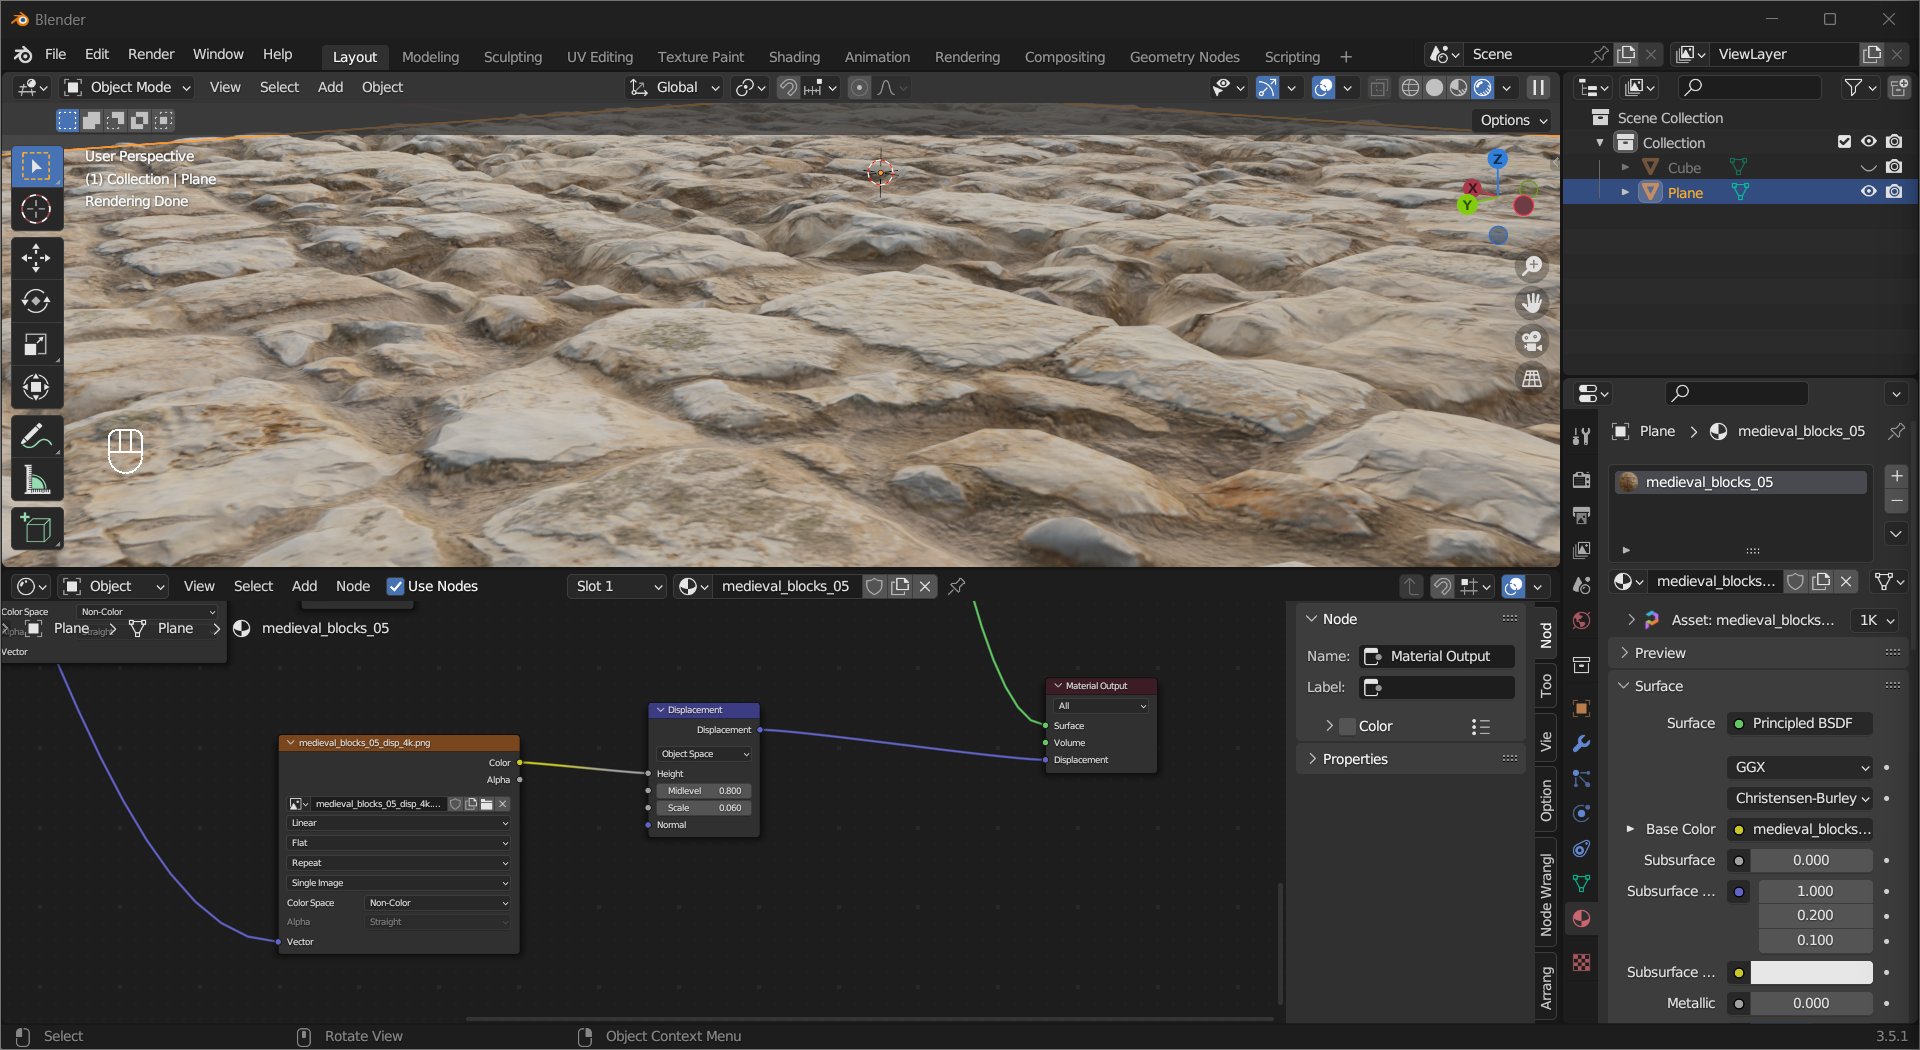 Blender
File Edit Render Window Help
Layout Modeling Sculpting UV Editing Texture Paint Shading Animation Rendering Compositing Geometry Nodes Scripting +
Scene
ViewLayer
Object Mode View Select Add Object
Global
Options
User Perspective
(1) Collection | Plane
Rendering Done
Z
X
Y
Scene Collection
Collection
Cube
Plane
Plane > medieval_blocks_05
medieval_blocks_05
medieval_blocks...
Asset: medieval_blocks... 1K
Preview
Surface
Surface Principled BSDF
GGX
Christensen-Burley
Base Color medieval_blocks...
Subsurface 0.000
Subsurface ... 1.000
0.200
0.100
Subsurface ...
Metallic 0.000
Object View Select Add Node Use Nodes
Slot 1
medieval_blocks_05
Color Space Non-Color
Alpha Straight
Plane > Plane > medieval_blocks_05
Vector
medieval_blocks_05_disp_4k.png
Color
Alpha
medieval_blocks_05_disp_4k....
Linear
Flat
Repeat
Single Image
Color Space Non-Color
Alpha Straight
Vector
Displacement
Displacement
Object Space
Height
Midlevel 0.800
Scale 0.060
Normal
Material Output
All
Surface
Volume
Displacement
Node
Name: Material Output
Label:
Color
Properties
Nod
Too
Vie
Option
Node Wrangl
Arrang
Select
Rotate View
Object Context Menu
3.5.1